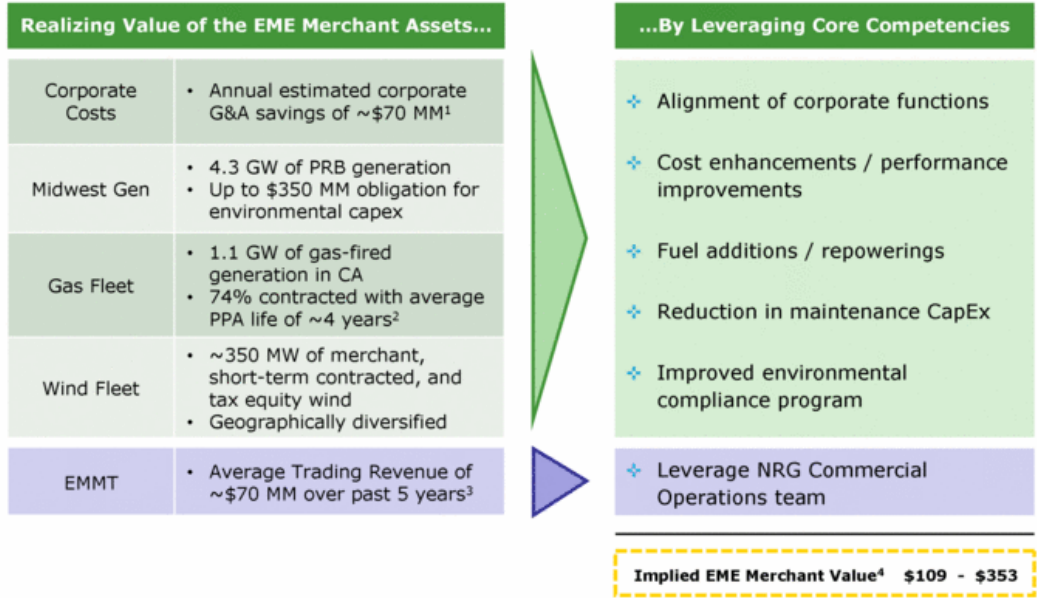 Realizing Value of the EME Merchant Assets...
Corporate
Costs
• Annual estimated corporate
G&A savings of ~$70 MM¹
Midwest Gen
• 4.3 GW of PRB generation
• Up to $350 MM obligation for
environmental capex
Gas Fleet
• 1.1 GW of gas-fired
generation in CA
• 74% contracted with average
PPA life of ~4 years²
Wind Fleet
• ~350 MW of merchant,
short-term contracted, and
tax equity wind
• Geographically diversified
EMMT
• Average Trading Revenue of
~$70 MM over past 5 years³
...By Leveraging Core Competencies
Alignment of corporate functions
Cost enhancements / performance
improvements
Fuel additions / repowerings
Reduction in maintenance CapEx
Improved environmental
compliance program
Leverage NRG Commercial
Operations team
Implied EME Merchant Value⁴ $109 - $353